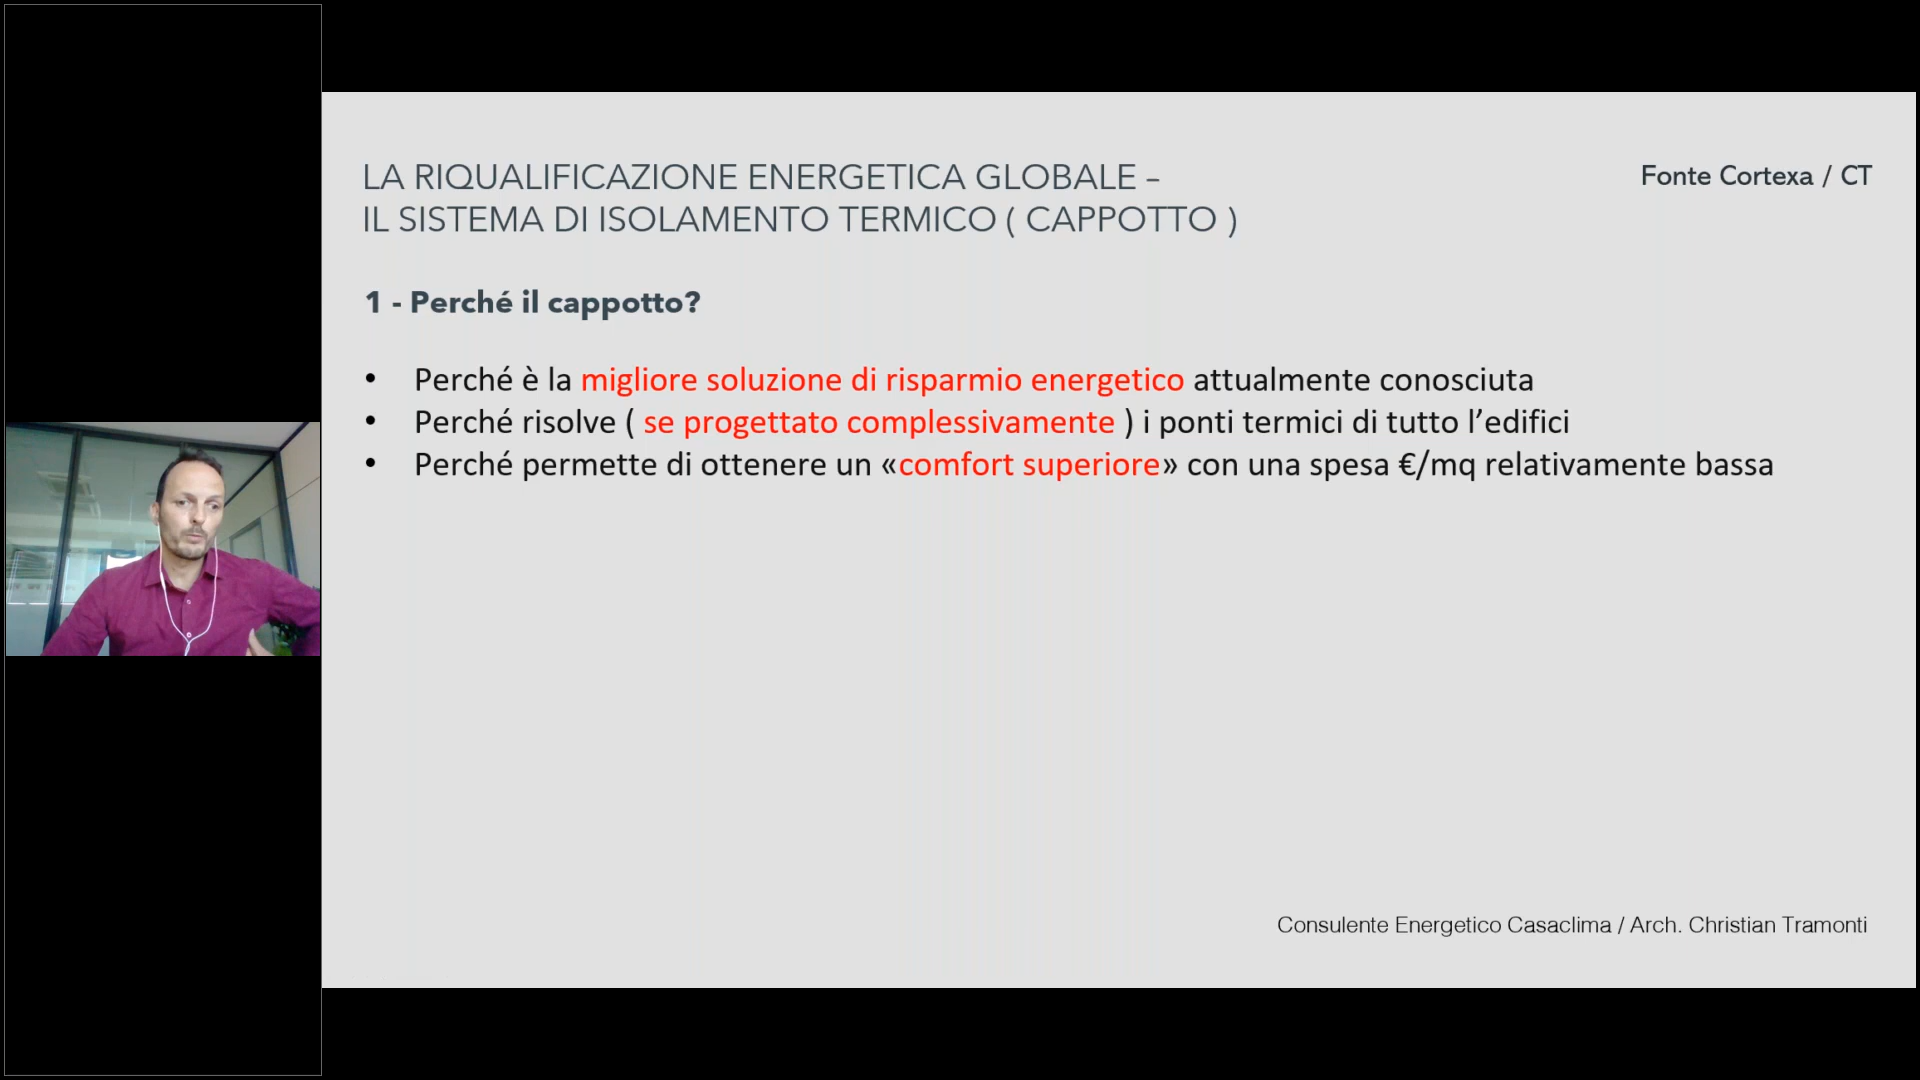 LA RIQUALIFICAZIONE ENERGETICA GLOBALE –
IL SISTEMA DI ISOLAMENTO TERMICO ( CAPPOTTO )
Fonte Cortexa / CT
1 - Perché il cappotto?
• Perché è la migliore soluzione di risparmio energetico attualmente conosciuta
• Perché risolve ( se progettato complessivamente ) i ponti termici di tutto l’edifici
• Perché permette di ottenere un «comfort superiore» con una spesa €/mq relativamente bassa
Consulente Energetico Casaclima / Arch. Christian Tramonti